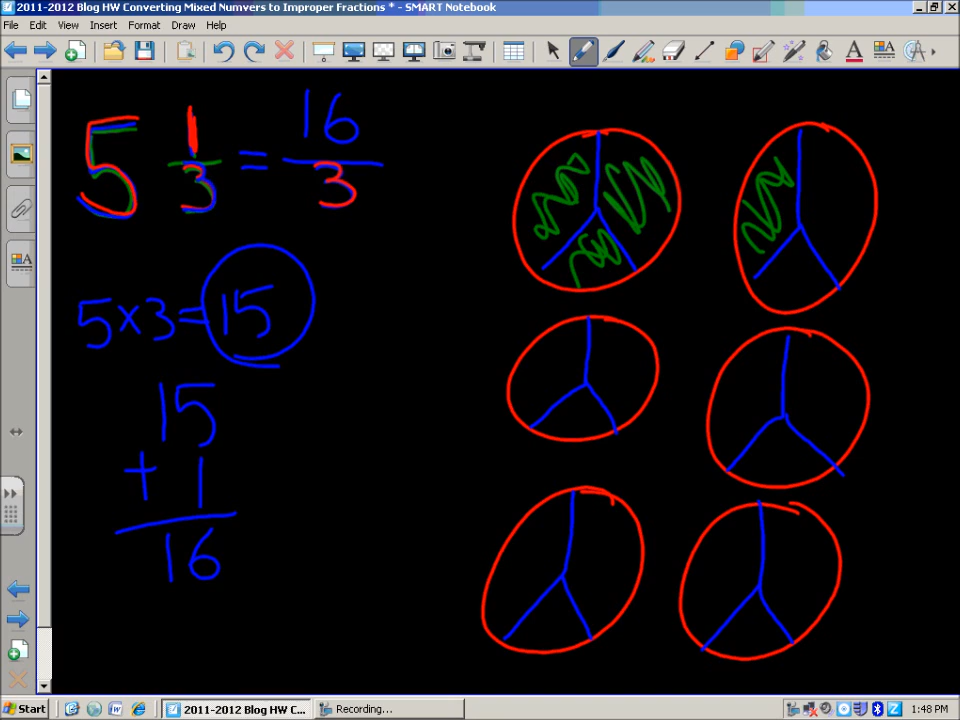 2011-2012 Blog HW Converting Mixed Numvers to Improper Fractions * - SMART Notebook
File Edit View Insert Format Draw Help
5 1/3 = 16/3
5x3=15
15
+ 1
16
Start
2011-2012 Blog HW C...
Recording...
1:48 PM